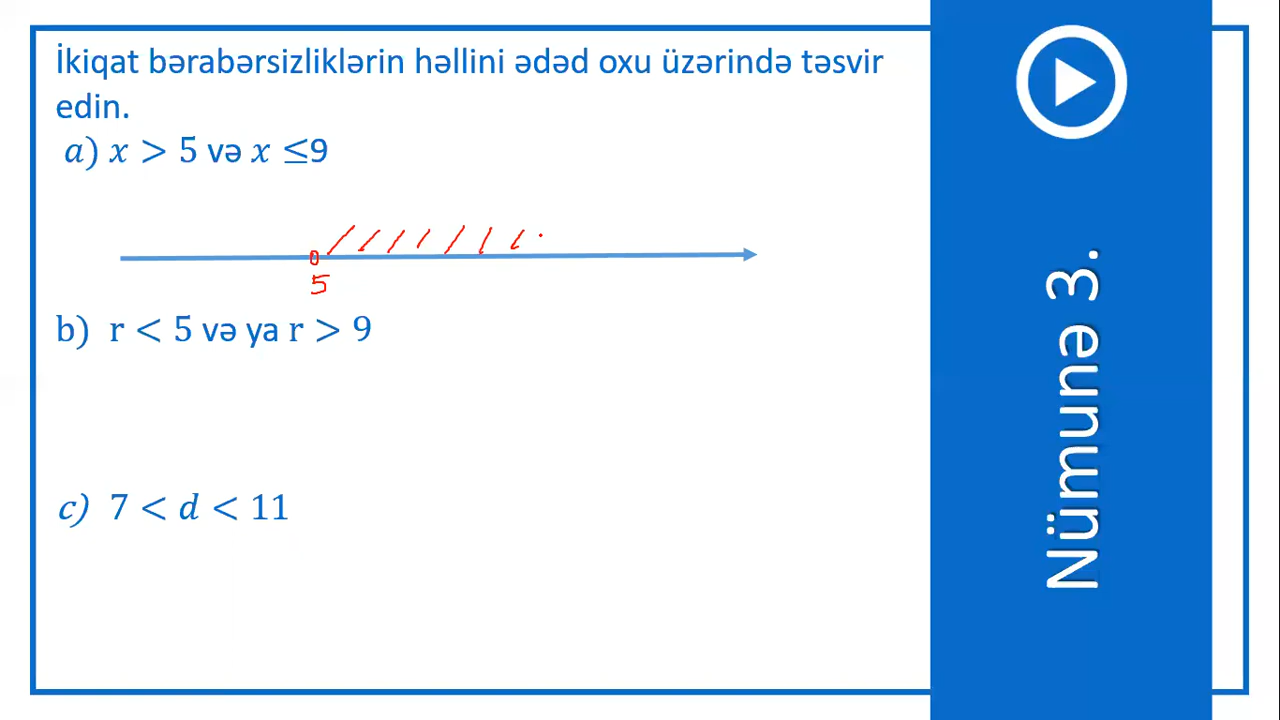 İkiqat bərabərsizliklərin həllini ədəd oxu üzərində təsvir
edin.
a) x > 5 və x ≤9
5
b) r < 5 və ya r > 9
c) 7 < d < 11
Nümunə 3.